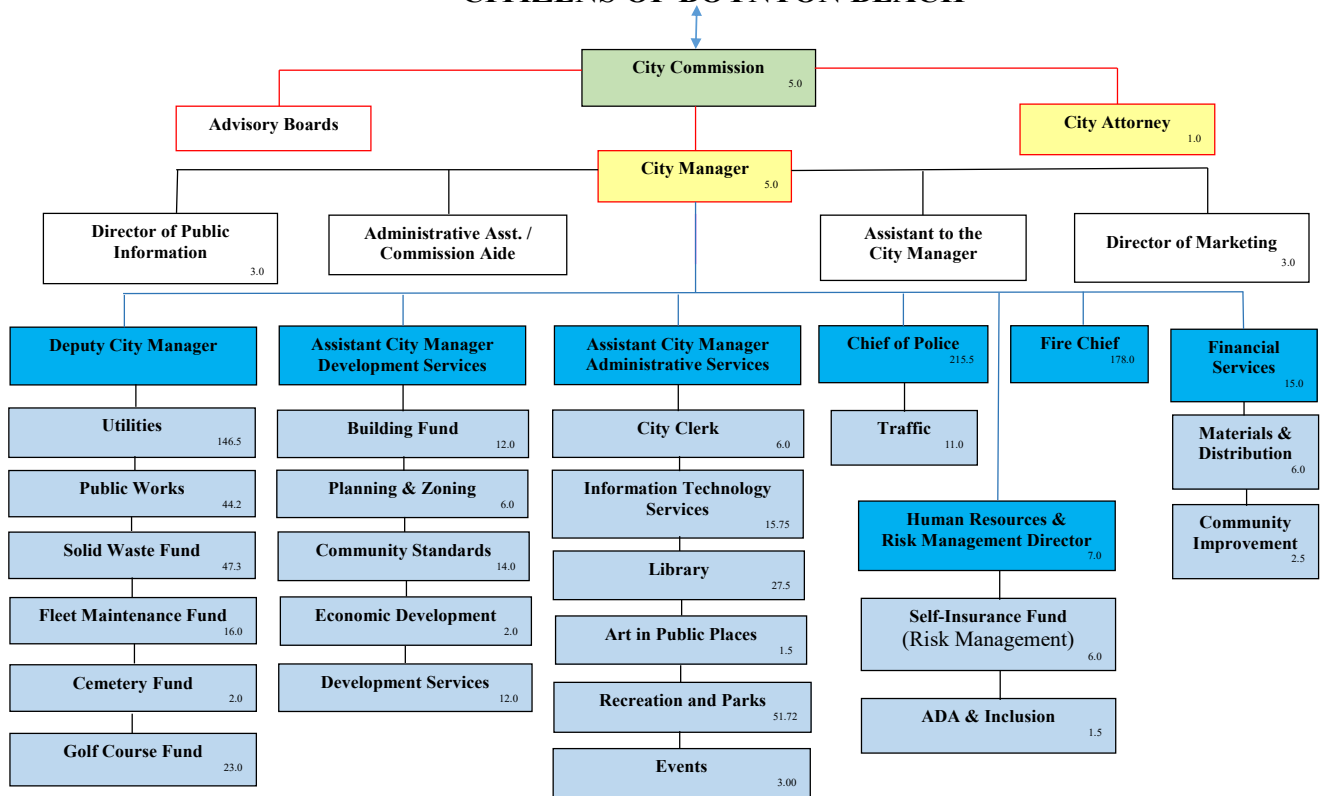 CITIZENS OF BOYNTON BEACH
City Commission
5.0
Advisory Boards
City Attorney
1.0
City Manager
5.0
Director of Public
Information
3.0
Administrative Asst. /
Commission Aide
Assistant to the
City Manager
Director of Marketing
3.0
Deputy City Manager
Utilities
146.5
Public Works
44.2
Solid Waste Fund
47.3
Fleet Maintenance Fund
16.0
Cemetery Fund
2.0
Golf Course Fund
23.0
Assistant City Manager
Development Services
Building Fund
12.0
Planning & Zoning
6.0
Community Standards
14.0
Economic Development
2.0
Development Services
12.0
Assistant City Manager
Administrative Services
City Clerk
6.0
Information Technology
Services
15.75
Library
27.5
Art in Public Places
1.5
Recreation and Parks
51.72
Events
3.00
Chief of Police
215.5
Traffic
11.0
Human Resources &
Risk Management Director
7.0
Self-Insurance Fund
(Risk Management)
6.0
ADA & Inclusion
1.5
Fire Chief
178.0
Financial
Services
15.0
Materials &
Distribution
6.0
Community
Improvement
2.5